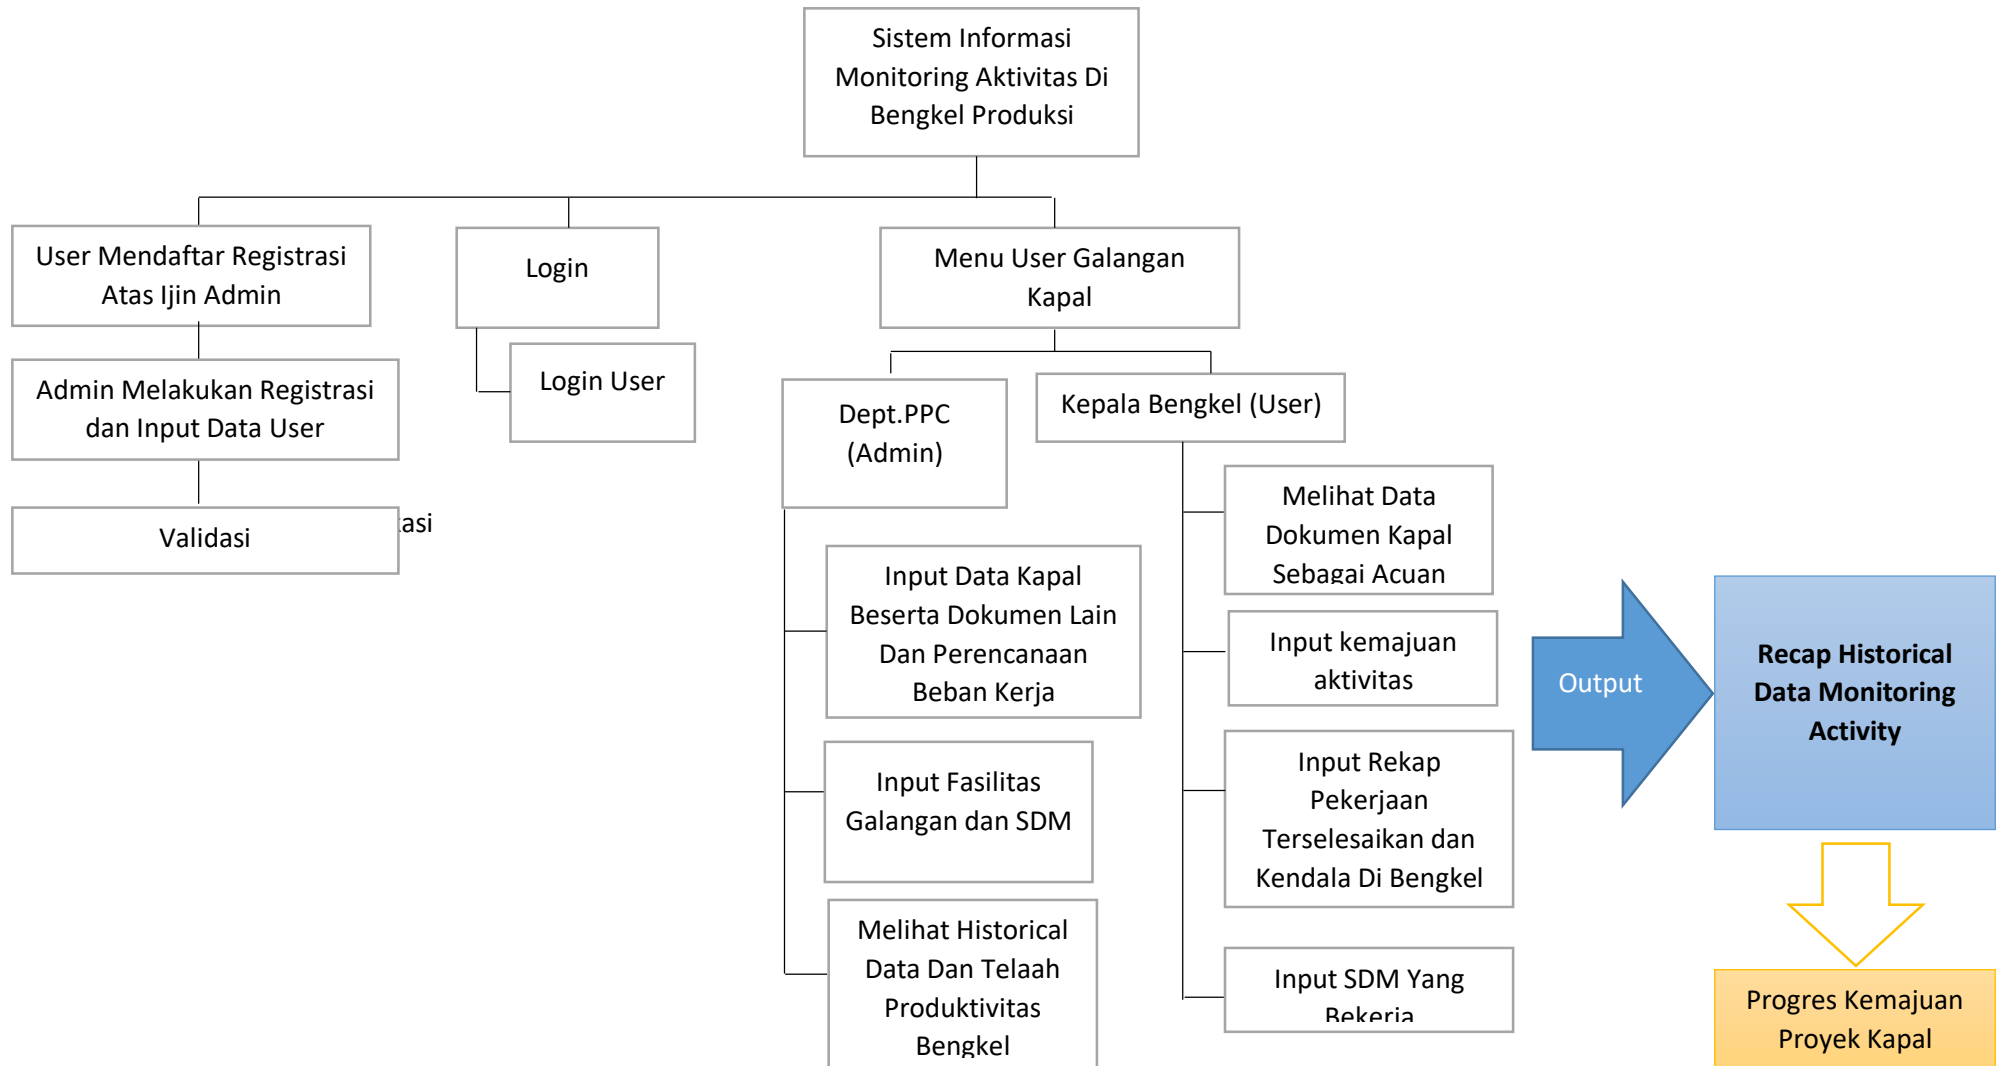 Sistem Informasi
Monitoring Aktivitas Di
Bengkel Produksi
User Mendaftar Registrasi
Atas Ijin Admin
Login
Menu User Galangan
Kapal
Admin Melakukan Registrasi
dan Input Data User
Login User
Dept.PPC
(Admin)
Kepala Bengkel (User)
Validasi
asi
Melihat Data
Dokumen Kapal
Sebagai Acuan
Input Data Kapal
Beserta Dokumen Lain
Dan Perencanaan
Beban Kerja
Input kemajuan
aktivitas
Output
Recap Historical
Data Monitoring
Activity
Input Fasilitas
Galangan dan SDM
Input Rekap
Pekerjaan
Terselesaikan dan
Kendala Di Bengkel
Melihat Historical
Data Dan Telaah
Produktivitas
Bengkel
Input SDM Yang
Bekerja
Progres Kemajuan
Proyek Kapal